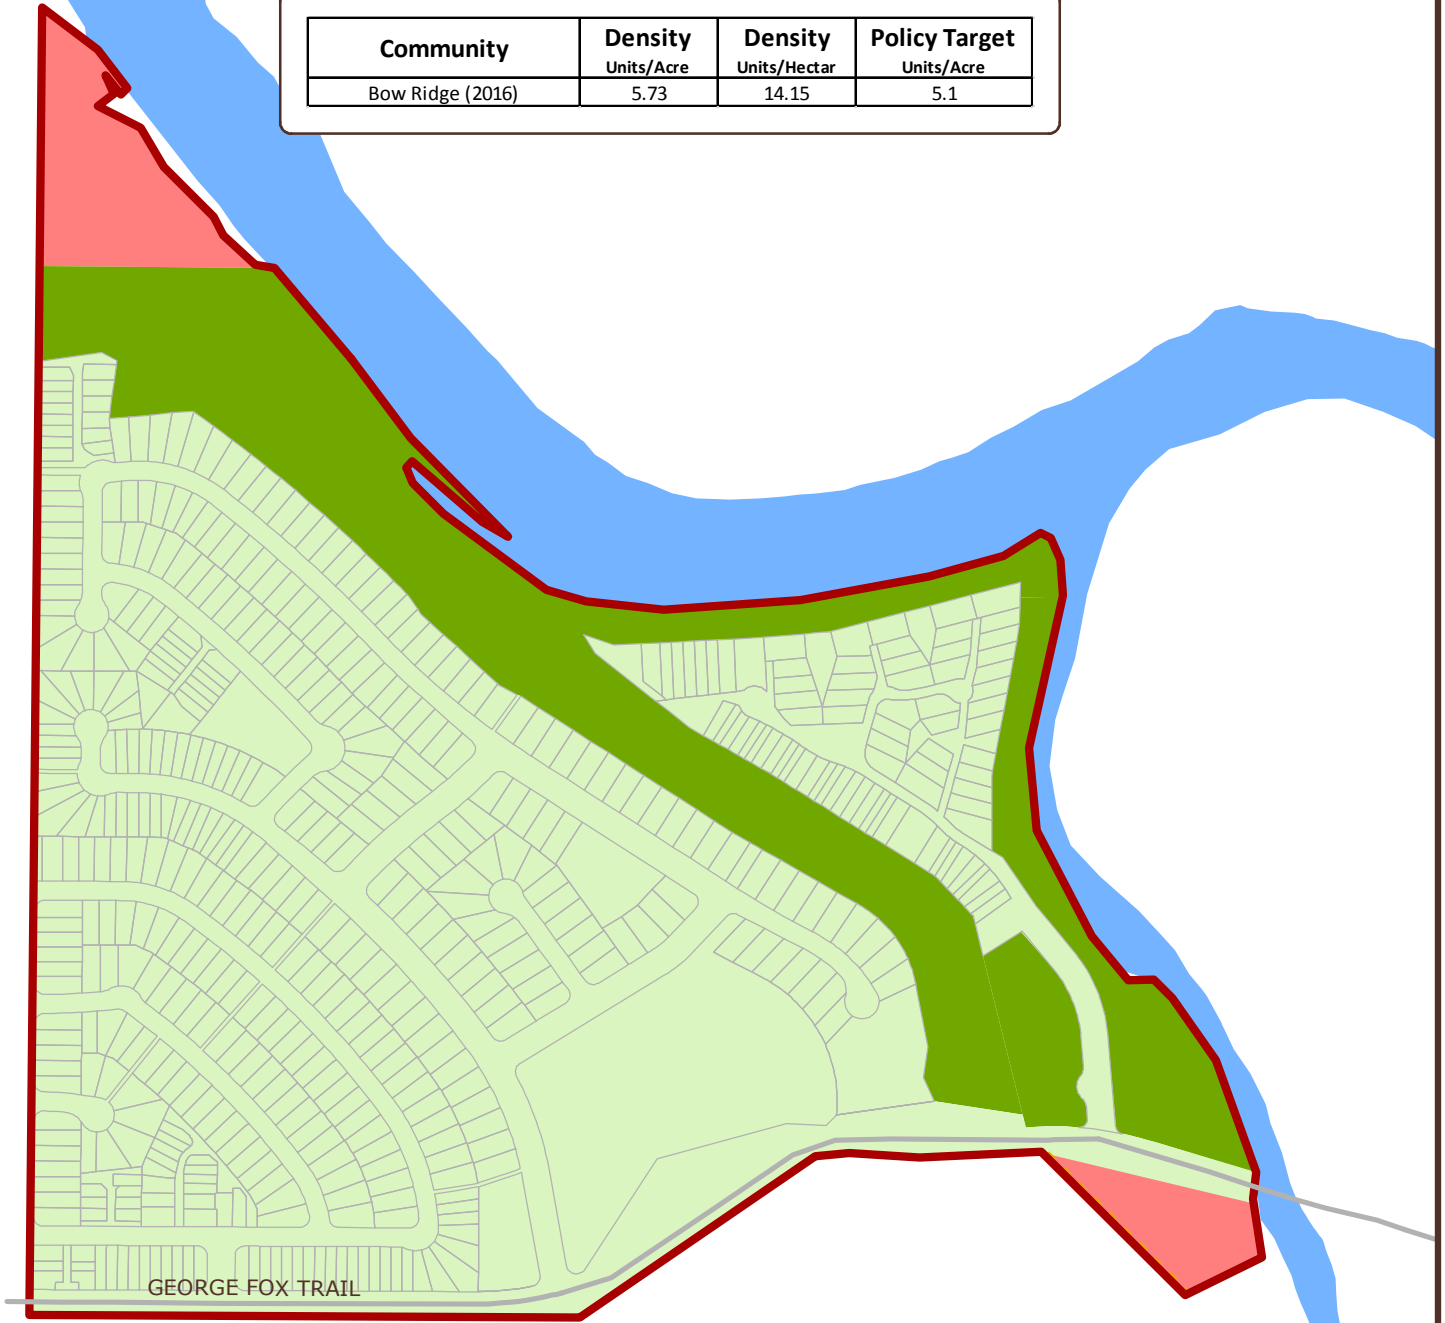 Community Density Density Policy Target
Units/Acre Units/Hectar Units/Acre
Bow Ridge (2016) 5.73 14.15 5.1
GEORGE FOX TRAIL